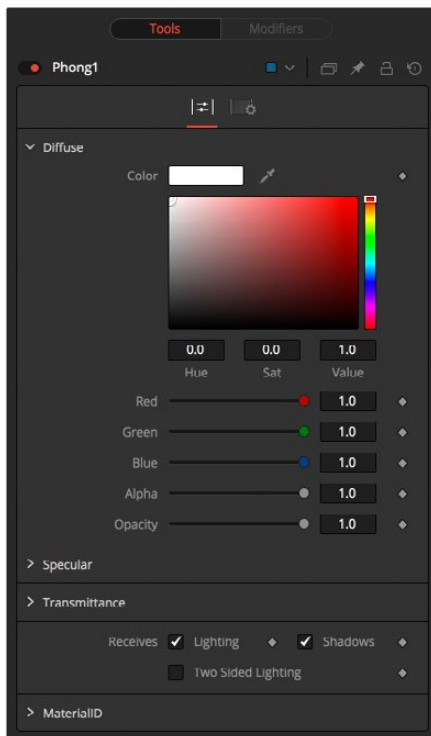 Tools Modifiers
Phong1
Diffuse
Color
0.0 0.0 1.0
Hue Sat Value
Red 1.0
Green 1.0
Blue 1.0
Alpha 1.0
Opacity 1.0
Specular
Transmittance
Receives Lighting Shadows
Two Sided Lighting
MaterialID